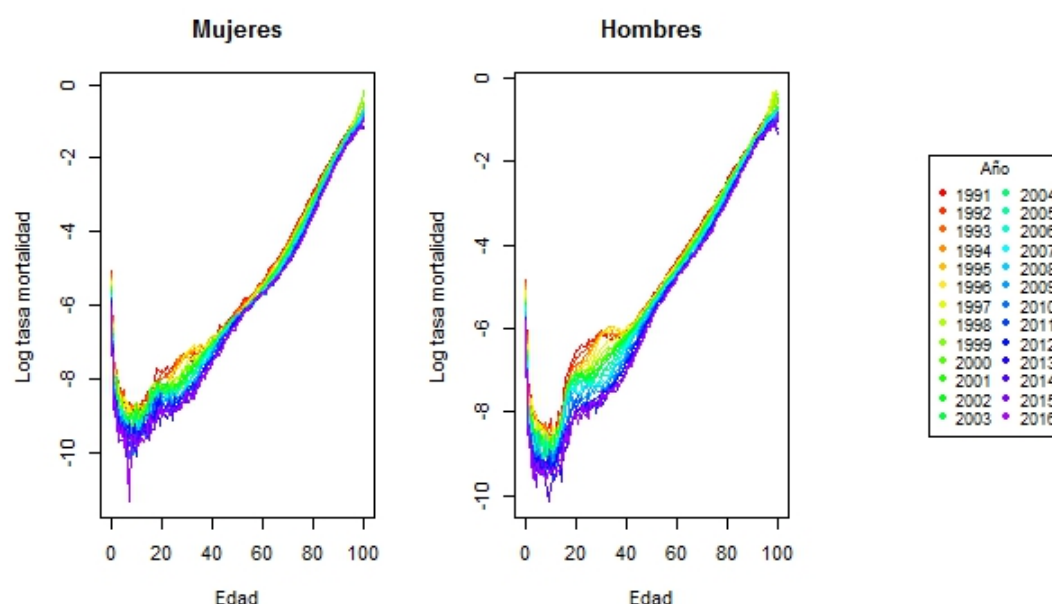 Mujeres
Log tasa mortalidad
0
-2
-4
-6
-8
-10
0 20 40 60 80 100
Edad
Hombres
Log tasa mortalidad
0
-2
-4
-6
-8
-10
0 20 40 60 80 100
Edad
Año
1991 2004
1992 2005
1993 2006
1994 2007
1995 2008
1996 2009
1997 2010
1998 2011
1999 2012
2000 2013
2001 2014
2002 2015
2003 2016